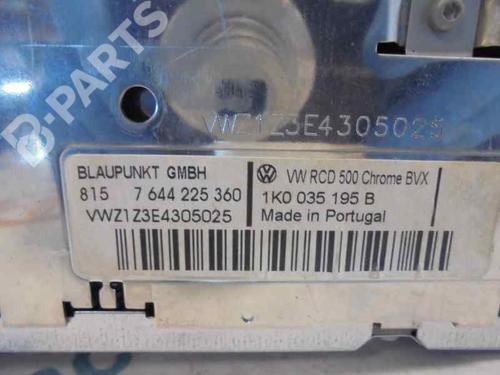 B-PARTS
VWZ1Z3E4305025
BLAUPUNKT GMBH
815 7 644 225 360
VWZ1Z3E4305025
VW RCD 500 Chrome BVX
1K0 035 195 B
Made in Portugal